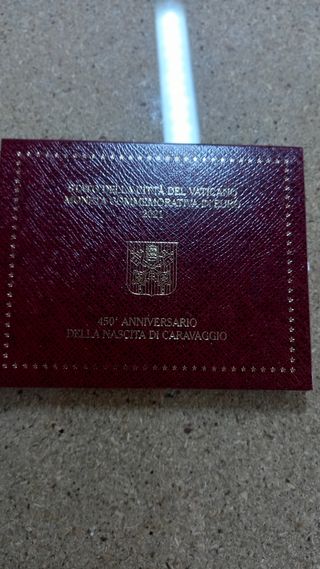 STATO DELLA CITTÀ DEL VATICANO
MONETA COMMEMORATIVA DI EURO
2021
450° ANNIVERSARIO
DELLA NASCITA DI CARAVAGGIO